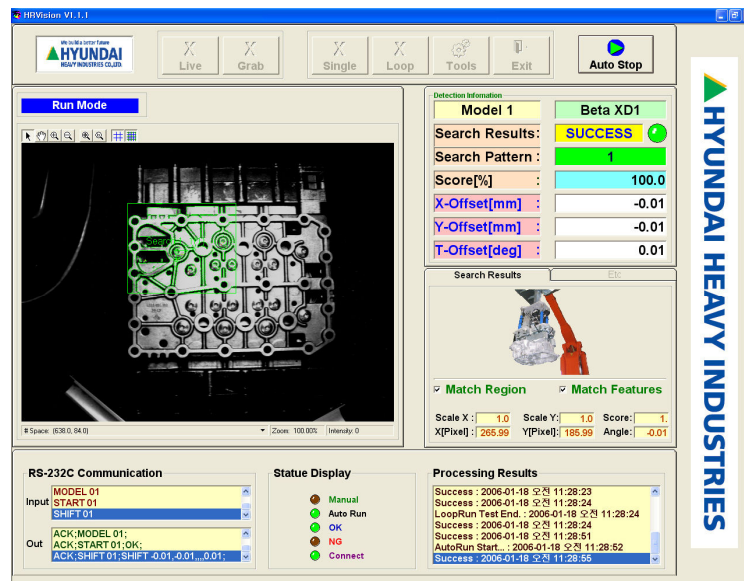 HRVision V1.1.1
We build a better future
HYUNDAI
HEAVY INDUSTRIES CO.,LTD.
Live
Grab
Single
Loop
Tools
Exit
Auto Stop
Run Mode
# Space: (638.0, 84.0)
Zoom: 100.00%
Intensity: 0
Detection Infomation
Model 1
Beta XD1
Search Results:
SUCCESS
Search Pattern :
1
Score[%] :
100.0
X-Offset[mm] :
-0.01
Y-Offset[mm] :
-0.01
T-Offset[deg] :
0.01
Search Results
Etc
Match Region
Match Features
Scale X : 1.0
Scale Y: 1.0
Score: 1.
X[Pixel] : 265.99
Y[Pixel]: 185.99
Angle: -0.01
HYUNDAI HEAVY INDUSTRIES
RS-232C Communication
Input
MODEL 01
START 01
SHIFT 01
Out
ACK;MODEL 01;
ACK;START 01;OK;
ACK;SHIFT 01;SHIFT -0.01,-0.01,,,,0.01;
Statue Display
Manual
Auto Run
OK
NG
Connect
Processing Results
Success : 2006-01-18 오전 11:28:23
Success : 2006-01-18 오전 11:28:24
LoopRun Test End. : 2006-01-18 오전 11:28:24
Success : 2006-01-18 오전 11:28:24
Success : 2006-01-18 오전 11:28:51
AutoRun Start... : 2006-01-18 오전 11:28:52
Success : 2006-01-18 오전 11:28:55